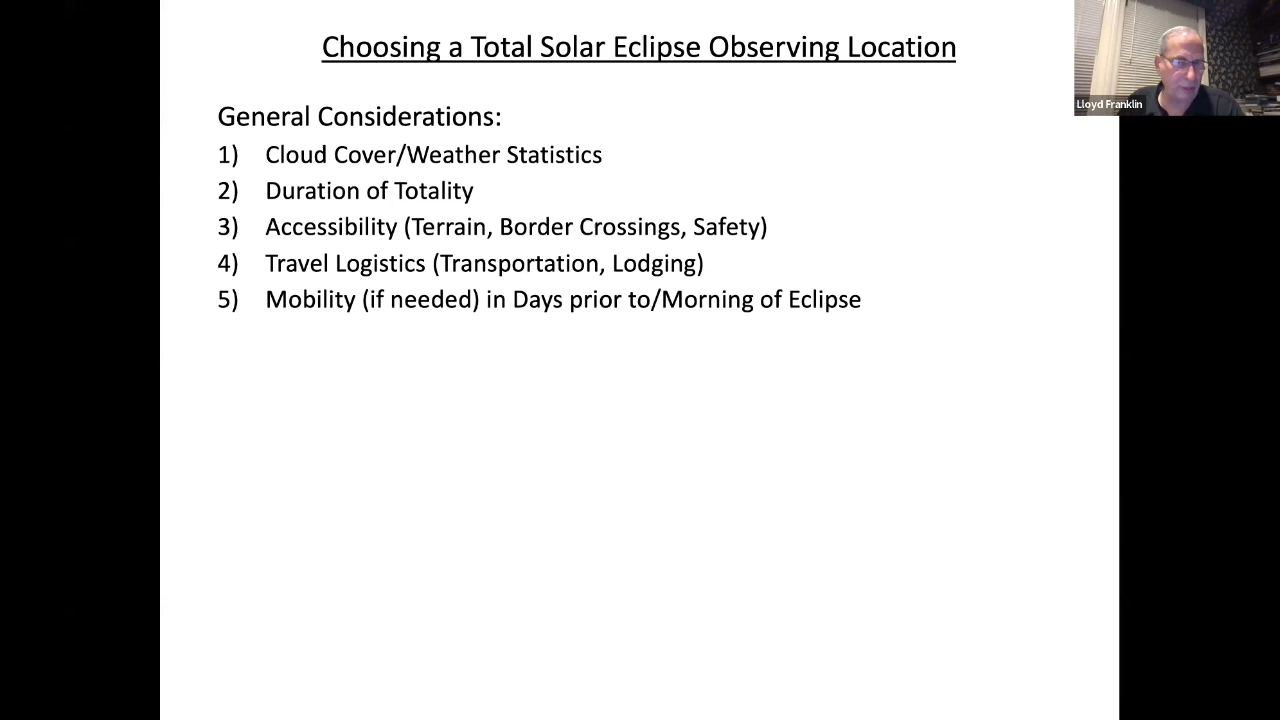 Choosing a Total Solar Eclipse Observing Location
Lloyd Franklin
General Considerations:
1) Cloud Cover/Weather Statistics
2) Duration of Totality
3) Accessibility (Terrain, Border Crossings, Safety)
4) Travel Logistics (Transportation, Lodging)
5) Mobility (if needed) in Days prior to/Morning of Eclipse